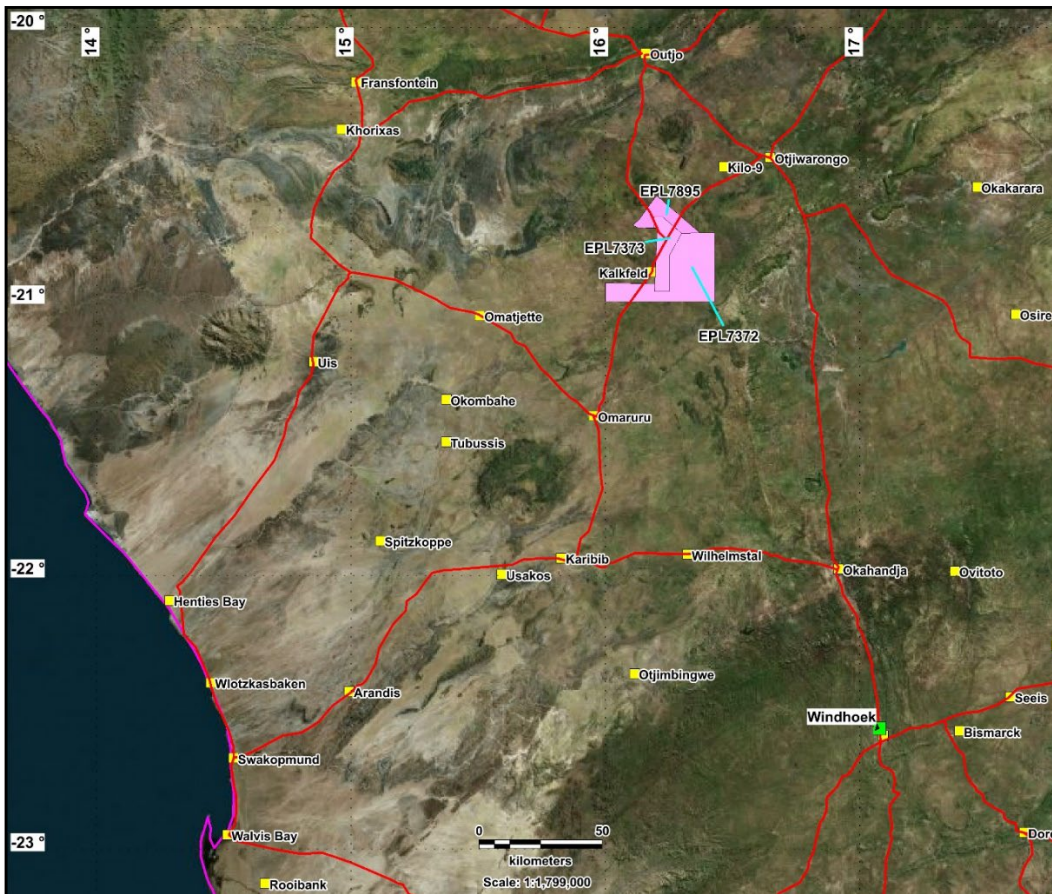 -20 °
14 °
15 °
16 °
17 °
Outjo
Fransfontein
Khorixas
Otjiwarongo
Kilo-9
EPL7895
Okakarara
EPL7373
Kalkfeld
-21 °
Omatjette
Osire
EPL7372
Uis
Okombahe
Omaruru
Tubussis
Spitzkoppe
Karibib
Wilhelmstal
-22 °
Usakos
Okahandja
Ovitoto
Henties Bay
Otjimbingwe
Wlotzkasbaken
Arandis
Seeis
Windhoek
Bismarck
Swakopmund
Walvis Bay
0
50
Dore
-23 °
kilometers
Rooibank
Scale: 1:1,799,000